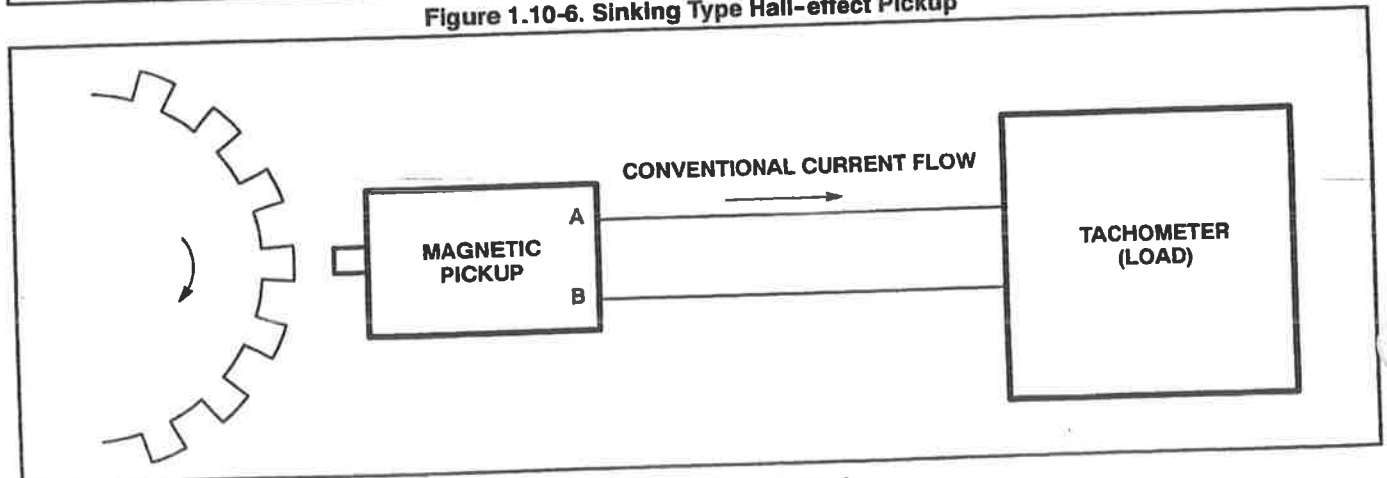 Figure 1.10-6. Sinking Type Hall-effect Pickup
CONVENTIONAL CURRENT FLOW
A
MAGNETIC
PICKUP
B
TACHOMETER
(LOAD)